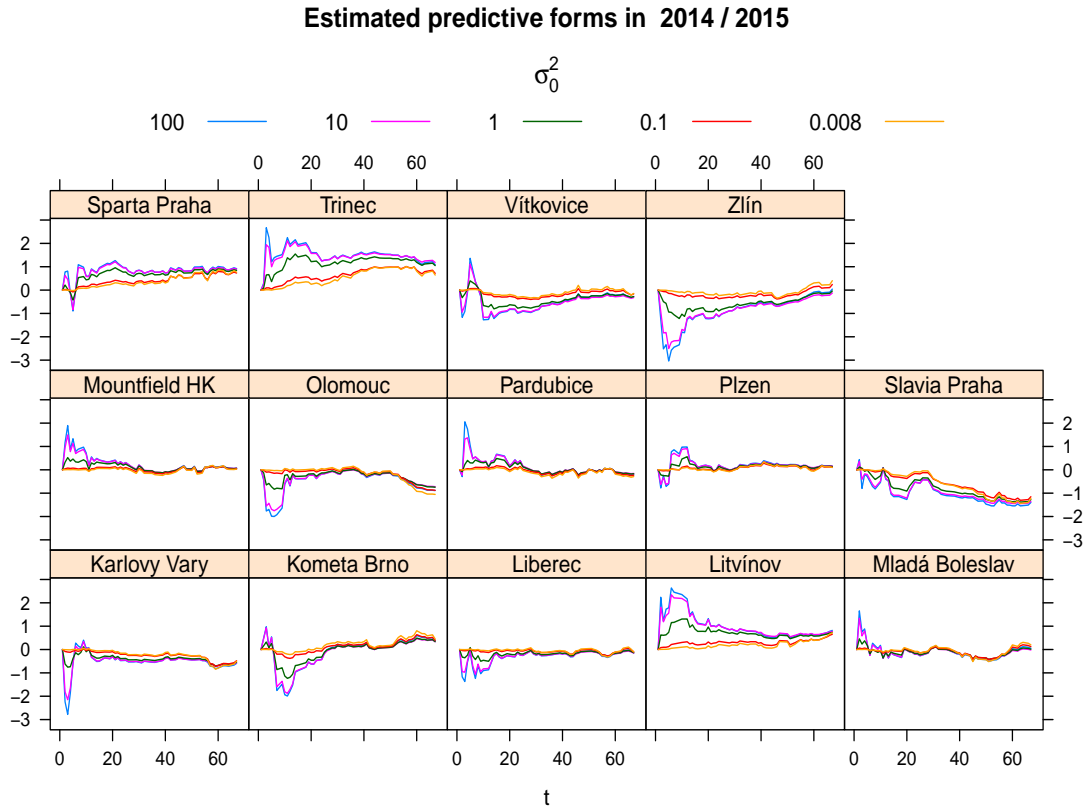 Estimated predictive forms in 2014 / 2015
σ₀²
100 10 1 0.1 0.008
0 20 40 60 0 20 40 60
Sparta Praha Trinec Vítkovice Zlín
2
1
0
−1
−2
−3
Mountfield HK Olomouc Pardubice Plzen Slavia Praha
2
1
0
−1
−2
−3
Karlovy Vary Kometa Brno Liberec Litvínov Mladá Boleslav
2
1
0
−1
−2
−3
0 20 40 60 0 20 40 60 0 20 40 60
t